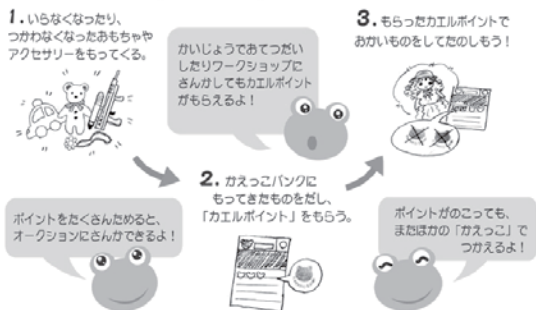 1. いらなくなったり、
つかわなくなったおもちゃや
アクセサリーをもってくる。
かいじょうでおてつだい
したりワークショップに
さんかしてもカエルポイント
がもらえるよ！
3. もらったカエルポイントで
おかいものをしてたのしもう！
2. かえっこバンクに
もってきたものをだし、
「カエルポイント」をもらう。
ポイントをたくさんためると、
オークションにさんかできるよ！
ポイントがのこっても、
またほかの「かえっこ」で
つかえるよ！